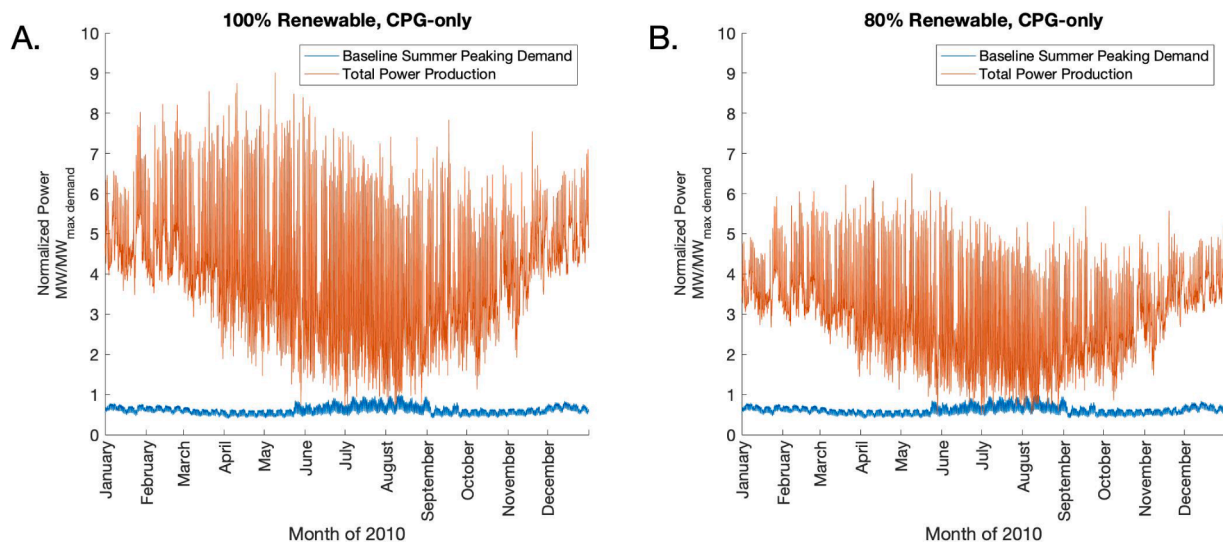 A.
100% Renewable, CPG-only
Baseline Summer Peaking Demand
Total Power Production
Normalized Power
MW/MW max demand
10
9
8
7
6
5
4
3
2
1
0
January
February
March
April
May
June
July
August
September
October
November
December
Month of 2010
B.
80% Renewable, CPG-only
Baseline Summer Peaking Demand
Total Power Production
Normalized Power
MW/MW max demand
10
9
8
7
6
5
4
3
2
1
0
January
February
March
April
May
June
July
August
September
October
November
December
Month of 2010